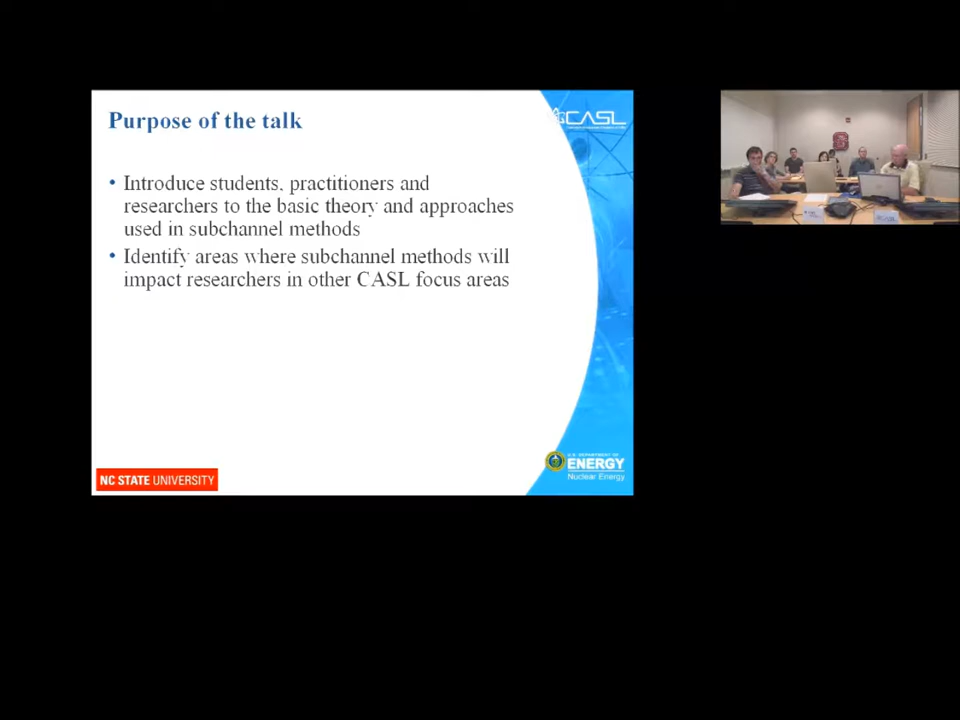 Purpose of the talk
CASL
• Introduce students, practitioners and
researchers to the basic theory and approaches
used in subchannel methods
• Identify areas where subchannel methods will
impact researchers in other CASL focus areas
NC STATE UNIVERSITY
U.S. DEPARTMENT OF
ENERGY
Nuclear Energy